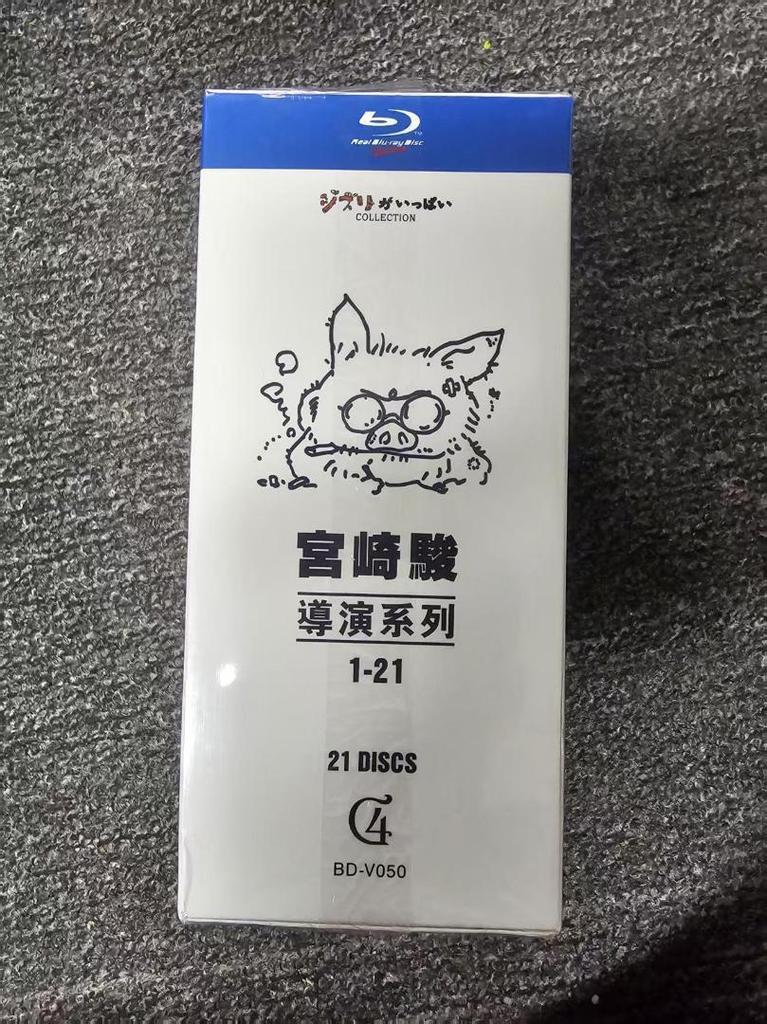 Real Blu-ray Disc
ジブリがいっぱい
COLLECTION
宮崎駿
導演系列
1-21
21 DISCS
C4
BD-V050